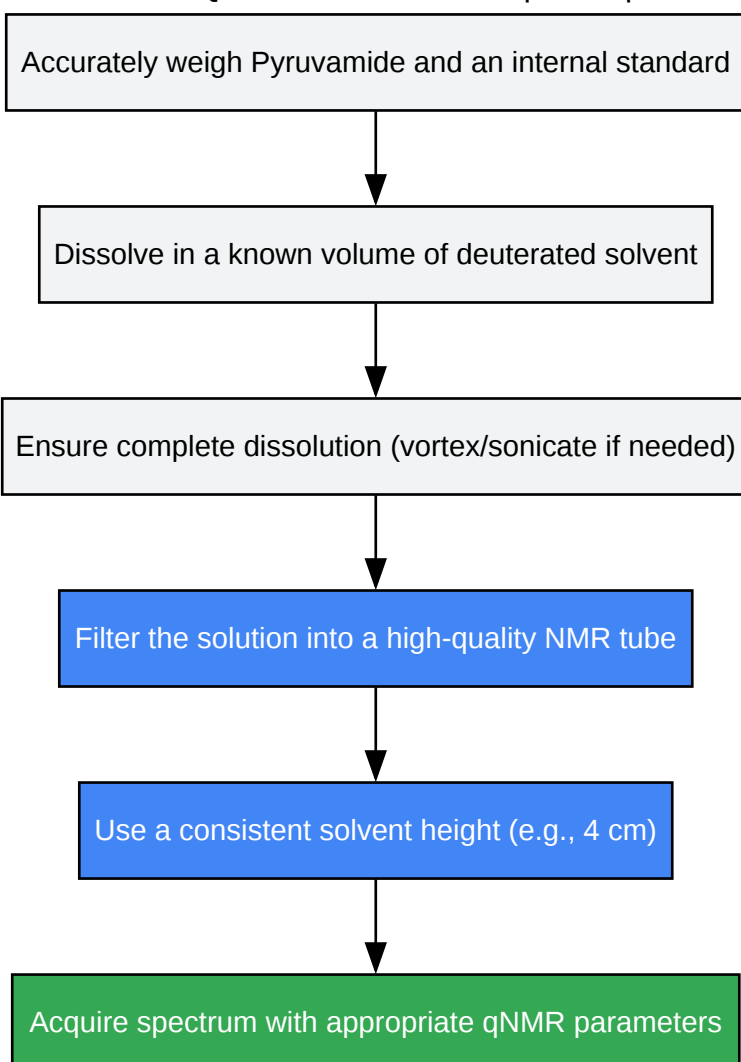 Accurately weigh Pyruvamide and an internal standard
Dissolve in a known volume of deuterated solvent
Ensure complete dissolution (vortex/sonicate if needed)
Filter the solution into a high-quality NMR tube
Use a consistent solvent height (e.g., 4 cm)
Acquire spectrum with appropriate qNMR parameters